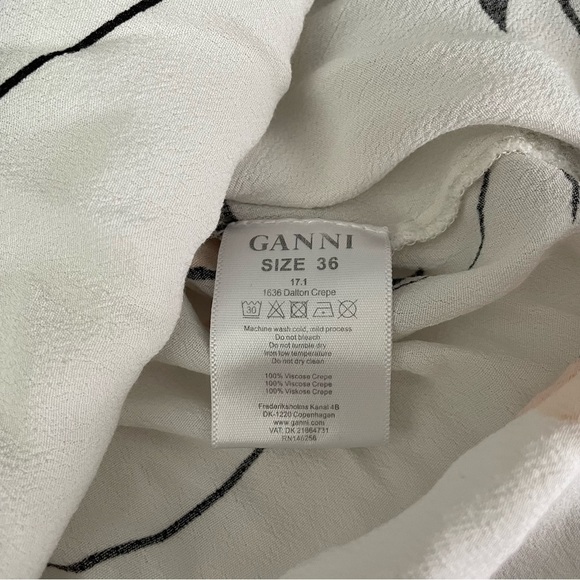 GANNI
SIZE 36
17.1
1636 Dalton Crepe
30
Machine wash cold, mild process
Do not bleach
Do not tumble dry
Iron low temperature
Do not dry clean
100% Viscose Crepe
100% Viscose Crepe
100% Viskose Crepe
Frederiksholms Kanal 4B
DK-1220 Copenhagen
www.ganni.com
VAT: DK 21664731
RN146256